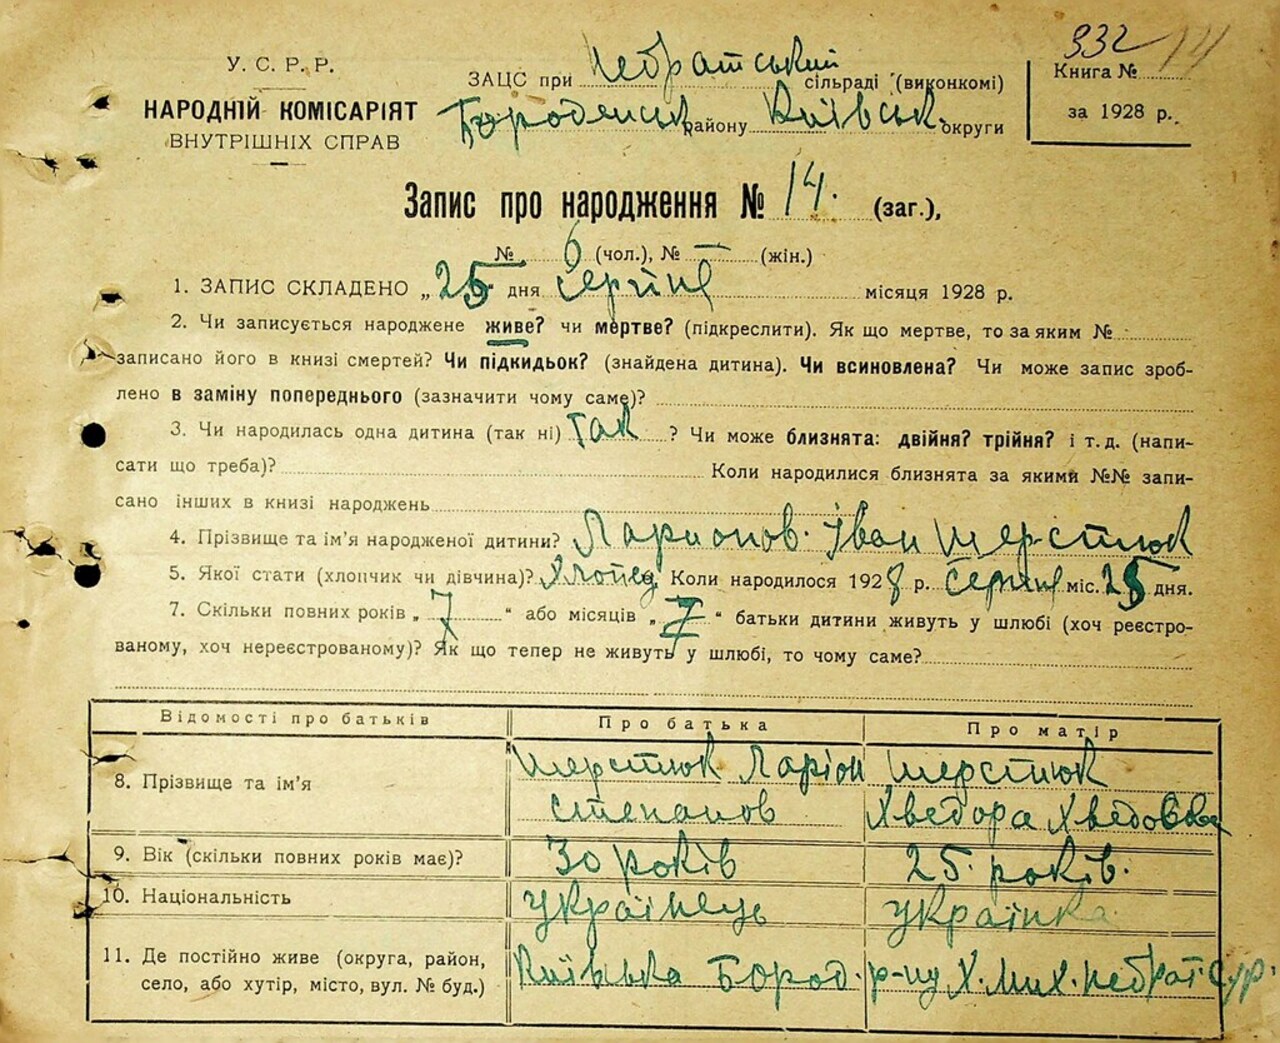 332 14
У. С. Р. Р.
НАРОДНІЙ КОМІСАРІЯТ
ВНУТРІШНІХ СПРАВ
ЗАЦС при Небратський сільраді (виконкомі)
Бородянськ району Київськ. округи
Книга №
за 1928 р.
Запис про народження № 14. (заг.),
№ 6 (чол.), № — (жін.)
1. ЗАПИС СКЛАДЕНО „25" дня Серпня місяця 1928 р.
2. Чи записується народжене живе? чи мертве? (підкреслити). Як що мертве, то за яким №
записано його в книзі смертей? Чи підкидьок? (знайдена дитина). Чи всиновлена? Чи може запис зроб-
лено в заміну попереднього (зазначити чому саме)?
3. Чи народилась одна дитина (так ні) так ? Чи може близнята: двійня? трійня? і т. д. (напи-
сати що треба)? Коли народилися близнята за якими №№ запи-
сано інших в книзі народжень
4. Прізвище та ім'я народженої дитини? Ларионов. Іван Шерстюк
5. Якої стати (хлопчик чи дівчина)? Хлопец Коли народилося 1928 р. Серпня міс. 25 дня.
7. Скільки повних років „ 7 " або місяців „ 7 " батьки дитини живуть у шлюбі (хоч реєстро-
ваному, хоч нереєстрованому)? Як що тепер не живуть у шлюбі, то чому саме?
Відомості про батьків Про батька Про матір
8. Прізвище та ім'я Шерстюк Ларіон Шерстюк
Степанов Хведора Хведовова
9. Вік (скільки повних років має)? 30 років 25. років.
10. Національність українець українка
11. Де постійно живе (округа, район,
село, або хутір, місто, вул. № буд.) Київська Бород. р-ну Х. Мих. Небрат. с/р.